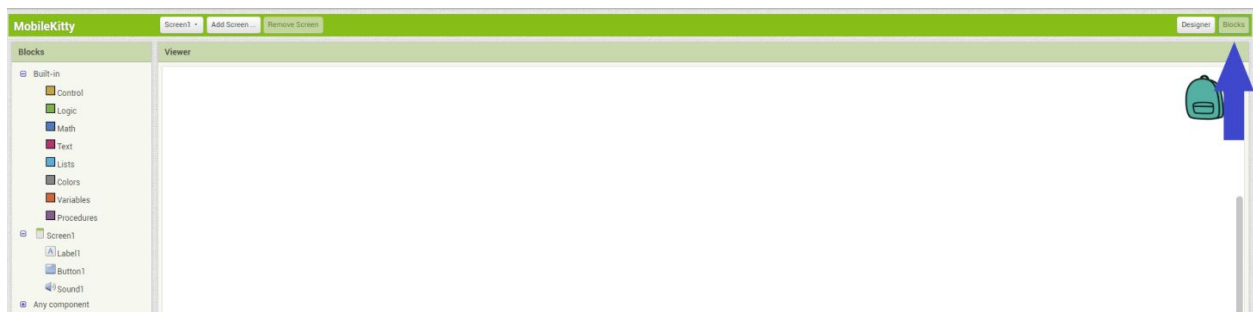 MobileKitty Screen1 Add Screen ... Remove Screen Designer Blocks
Blocks Viewer
Built-in
Control
Logic
Math
Text
Lists
Colors
Variables
Procedures
Screen1
A Label1
Button1
Sound1
Any component